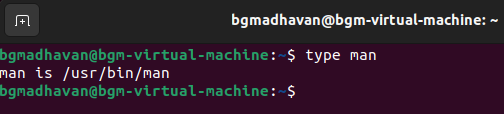 bgmadhavan@bgm-virtual-machine: ~
bgmadhavan@bgm-virtual-machine:~$ type man
man is /usr/bin/man
bgmadhavan@bgm-virtual-machine:~$